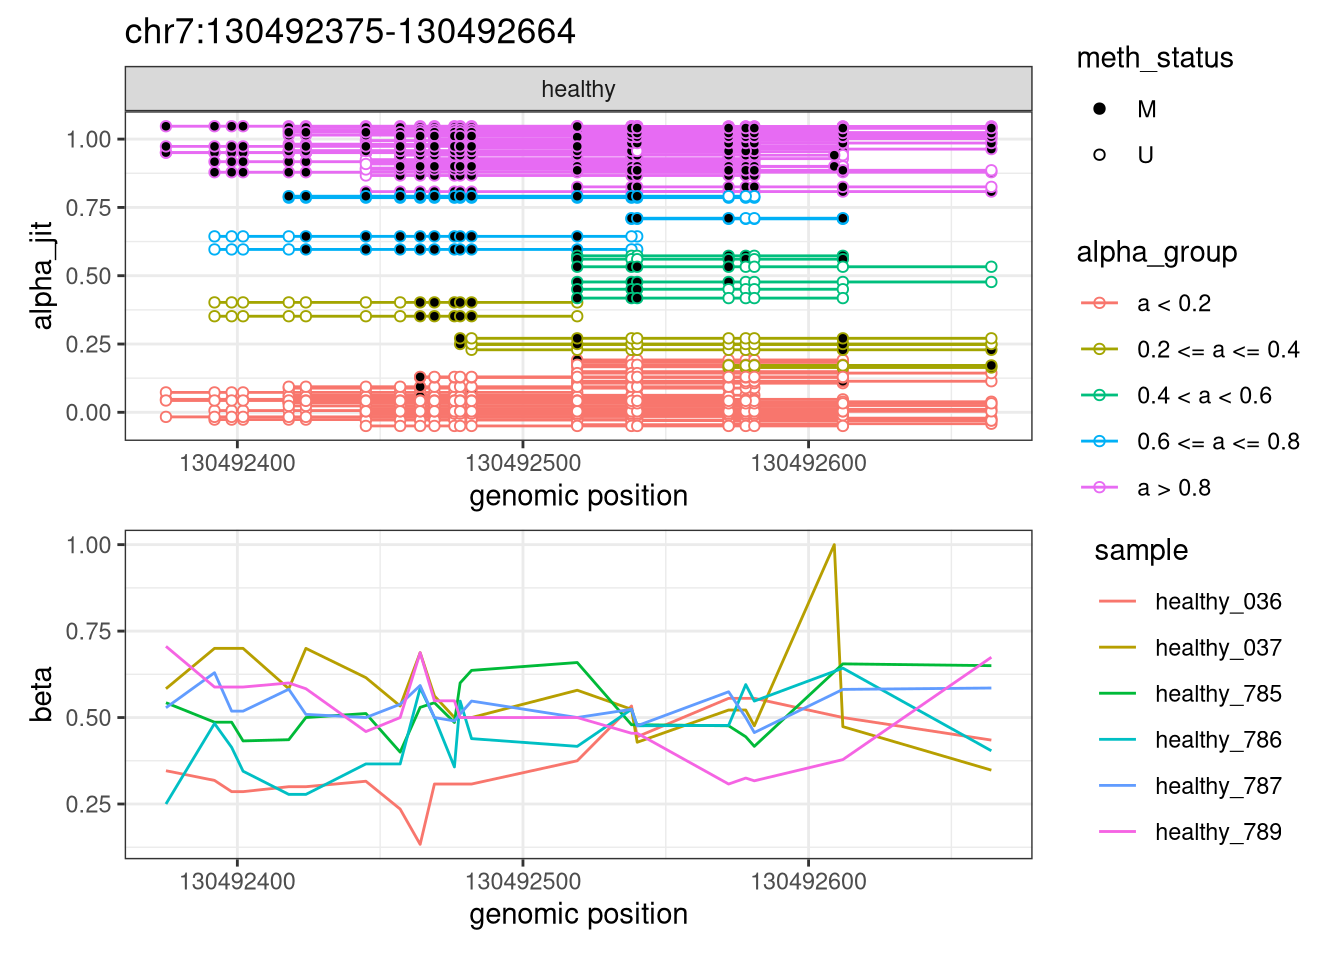 chr7:130492375-130492664
healthy
alpha_jit
1.00
0.75
0.50
0.25
0.00
130492400 130492500 130492600
genomic position
meth_status
M
U
alpha_group
a < 0.2
0.2 <= a <= 0.4
0.4 < a < 0.6
0.6 <= a <= 0.8
a > 0.8
beta
1.00
0.75
0.50
0.25
130492400 130492500 130492600
genomic position
sample
healthy_036
healthy_037
healthy_785
healthy_786
healthy_787
healthy_789